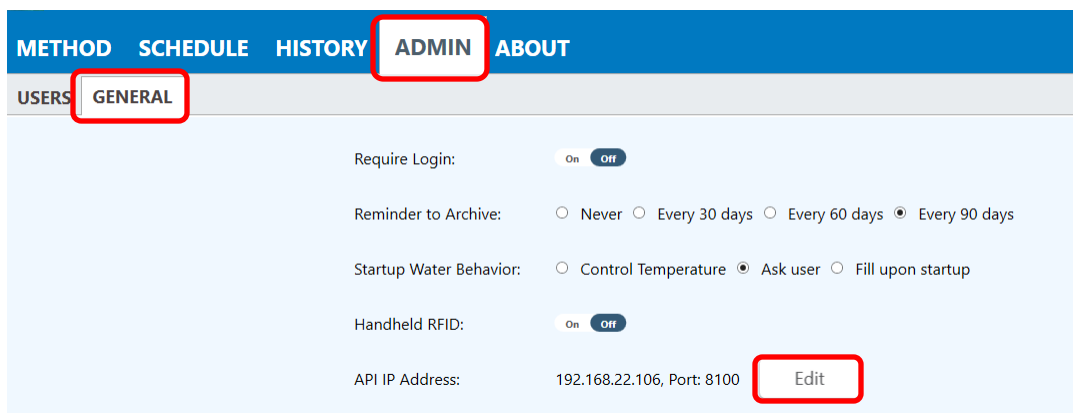 METHOD SCHEDULE HISTORY ADMIN ABOUT
USERS GENERAL
Require Login: On Off
Reminder to Archive: Never Every 30 days Every 60 days Every 90 days
Startup Water Behavior: Control Temperature Ask user Fill upon startup
Handheld RFID: On Off
API IP Address: 192.168.22.106, Port: 8100 Edit